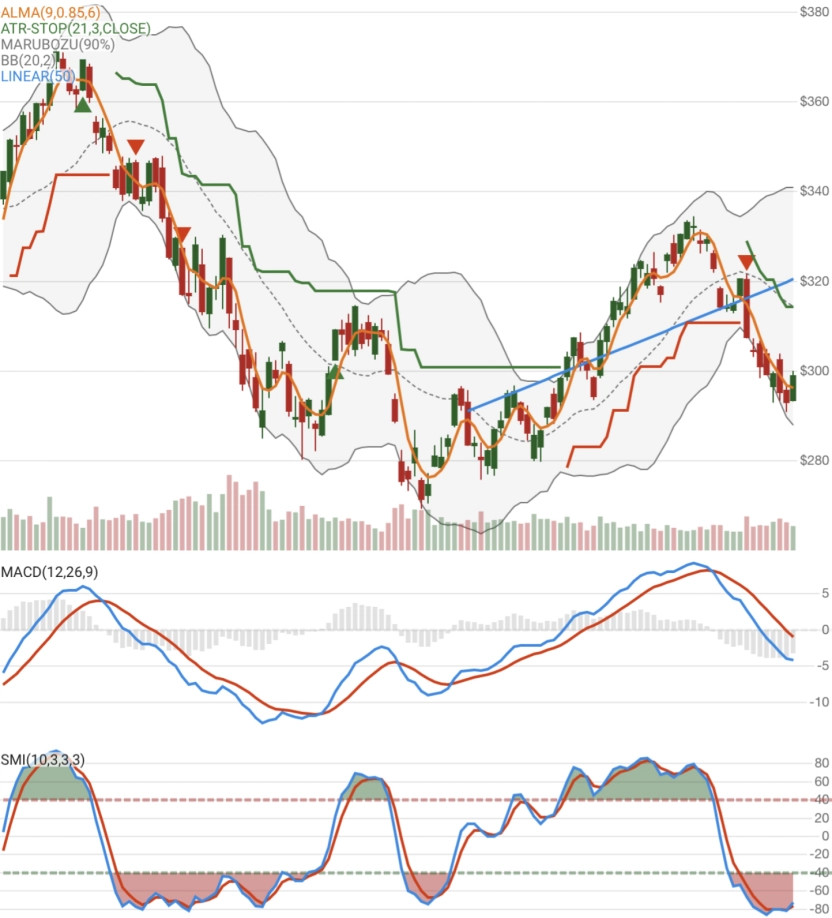 ALMA(9,0.85,6)
ATR-STOP(21,3,CLOSE)
MARUBOZU(90%)
BB(20,2)
LINEAR(50)
$380
$360
$340
$320
$300
$280
MACD(12,26,9)
5
0
-5
-10
SMI(10,3,3,3)
80
60
40
20
0
-20
-40
-60
-80